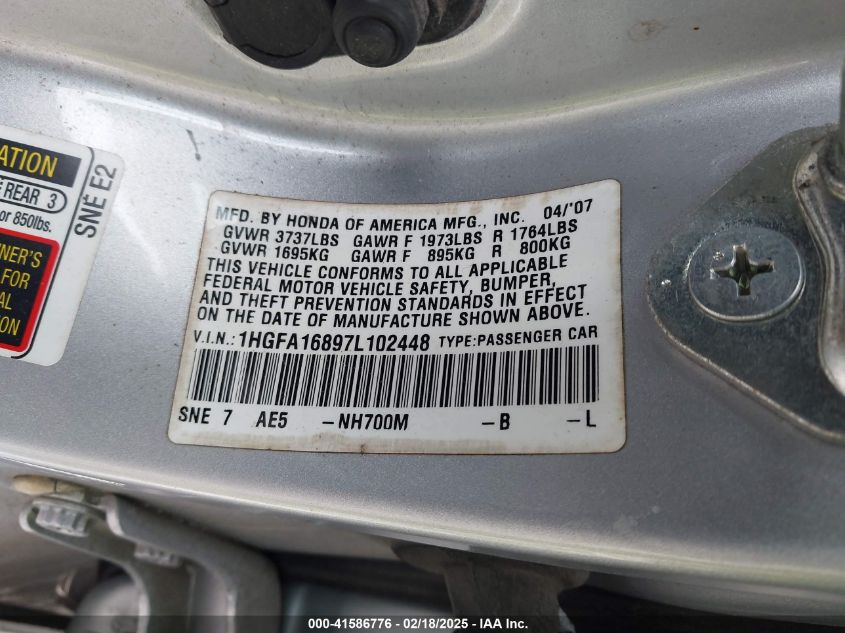 ATION
REAR 3
or 850lbs.
SNE E2
NER'S
FOR
AL
MFD. BY HONDA OF AMERICA MFG., INC. 04/'07
GVWR 3737LBS GAWR F 1973LBS R 1764LBS
GVWR 1695KG GAWR F 895KG R 800KG
THIS VEHICLE CONFORMS TO ALL APPLICABLE
FEDERAL MOTOR VEHICLE SAFETY, BUMPER,
AND THEFT PREVENTION STANDARDS IN EFFECT
ON THE DATE OF MANUFACTURE SHOWN ABOVE.
V.I.N.: 1HGFA16897L102448 TYPE:PASSENGER CAR
SNE 7 AE5 -NH700M -B -L
000-41586776 - 02/18/2025 - IAA, Inc.